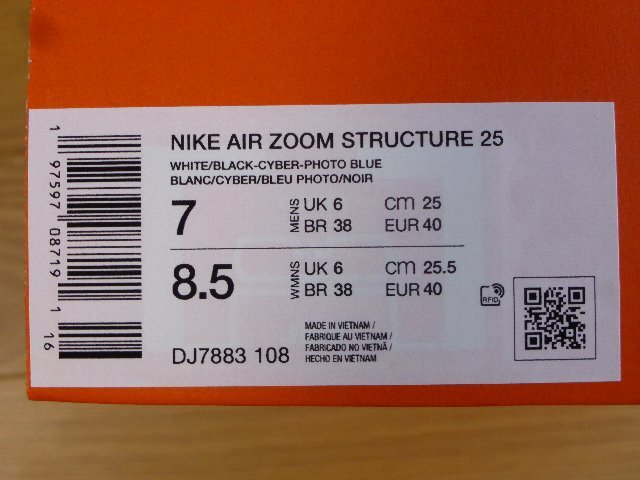 NIKE AIR ZOOM STRUCTURE 25
WHITE/BLACK-CYBER-PHOTO BLUE
BLANC/CYBER/BLEU PHOTO/NOIR
7 MENS UK 6 cm 25
BR 38 EUR 40
8.5 WMNS UK 6 cm 25.5
BR 38 EUR 40
RFID
DJ7883 108
MADE IN VIETNAM /
FABRIQUE AU VIETNAM /
FABRICADO NO VIETNÃ /
HECHO EN VIETNAM
1 97597 08719 1 16